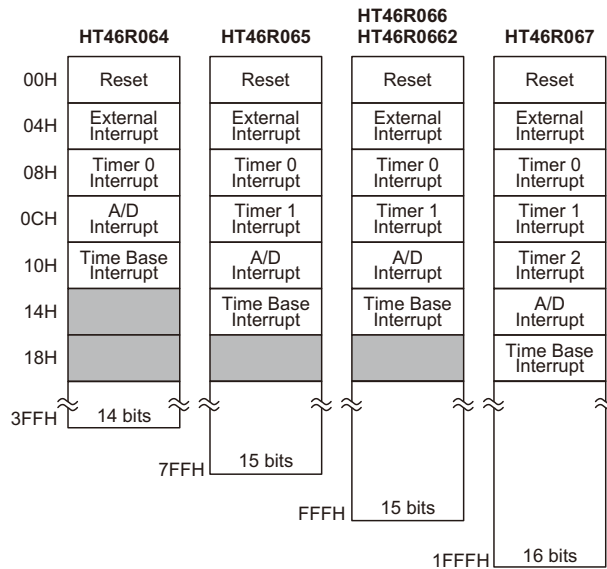 HT46R064
HT46R065
HT46R066
HT46R0662
HT46R067
00H
Reset
Reset
Reset
Reset
04H
External
Interrupt
External
Interrupt
External
Interrupt
External
Interrupt
08H
Timer 0
Interrupt
Timer 0
Interrupt
Timer 0
Interrupt
Timer 0
Interrupt
0CH
A/D
Interrupt
Timer 1
Interrupt
Timer 1
Interrupt
Timer 1
Interrupt
10H
Time Base
Interrupt
A/D
Interrupt
A/D
Interrupt
Timer 2
Interrupt
14H
Time Base
Interrupt
Time Base
Interrupt
A/D
Interrupt
18H
Time Base
Interrupt
3FFH
14 bits
7FFH
15 bits
FFFH
15 bits
1FFFH
16 bits